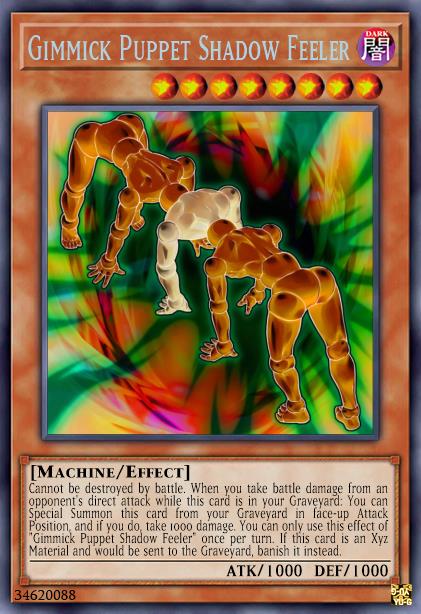 Gimmick Puppet Shadow Feeler
DARK
闇
[Machine/Effect]
Cannot be destroyed by battle. When you take battle damage from an
opponent's direct attack while this card is in your Graveyard: You can
Special Summon this card from your Graveyard in face-up Attack
Position, and if you do, take 1000 damage. You can only use this effect of
"Gimmick Puppet Shadow Feeler" once per turn. If this card is an Xyz
Material and would be sent to the Graveyard, banish it instead.
ATK/1000 DEF/1000
34620088